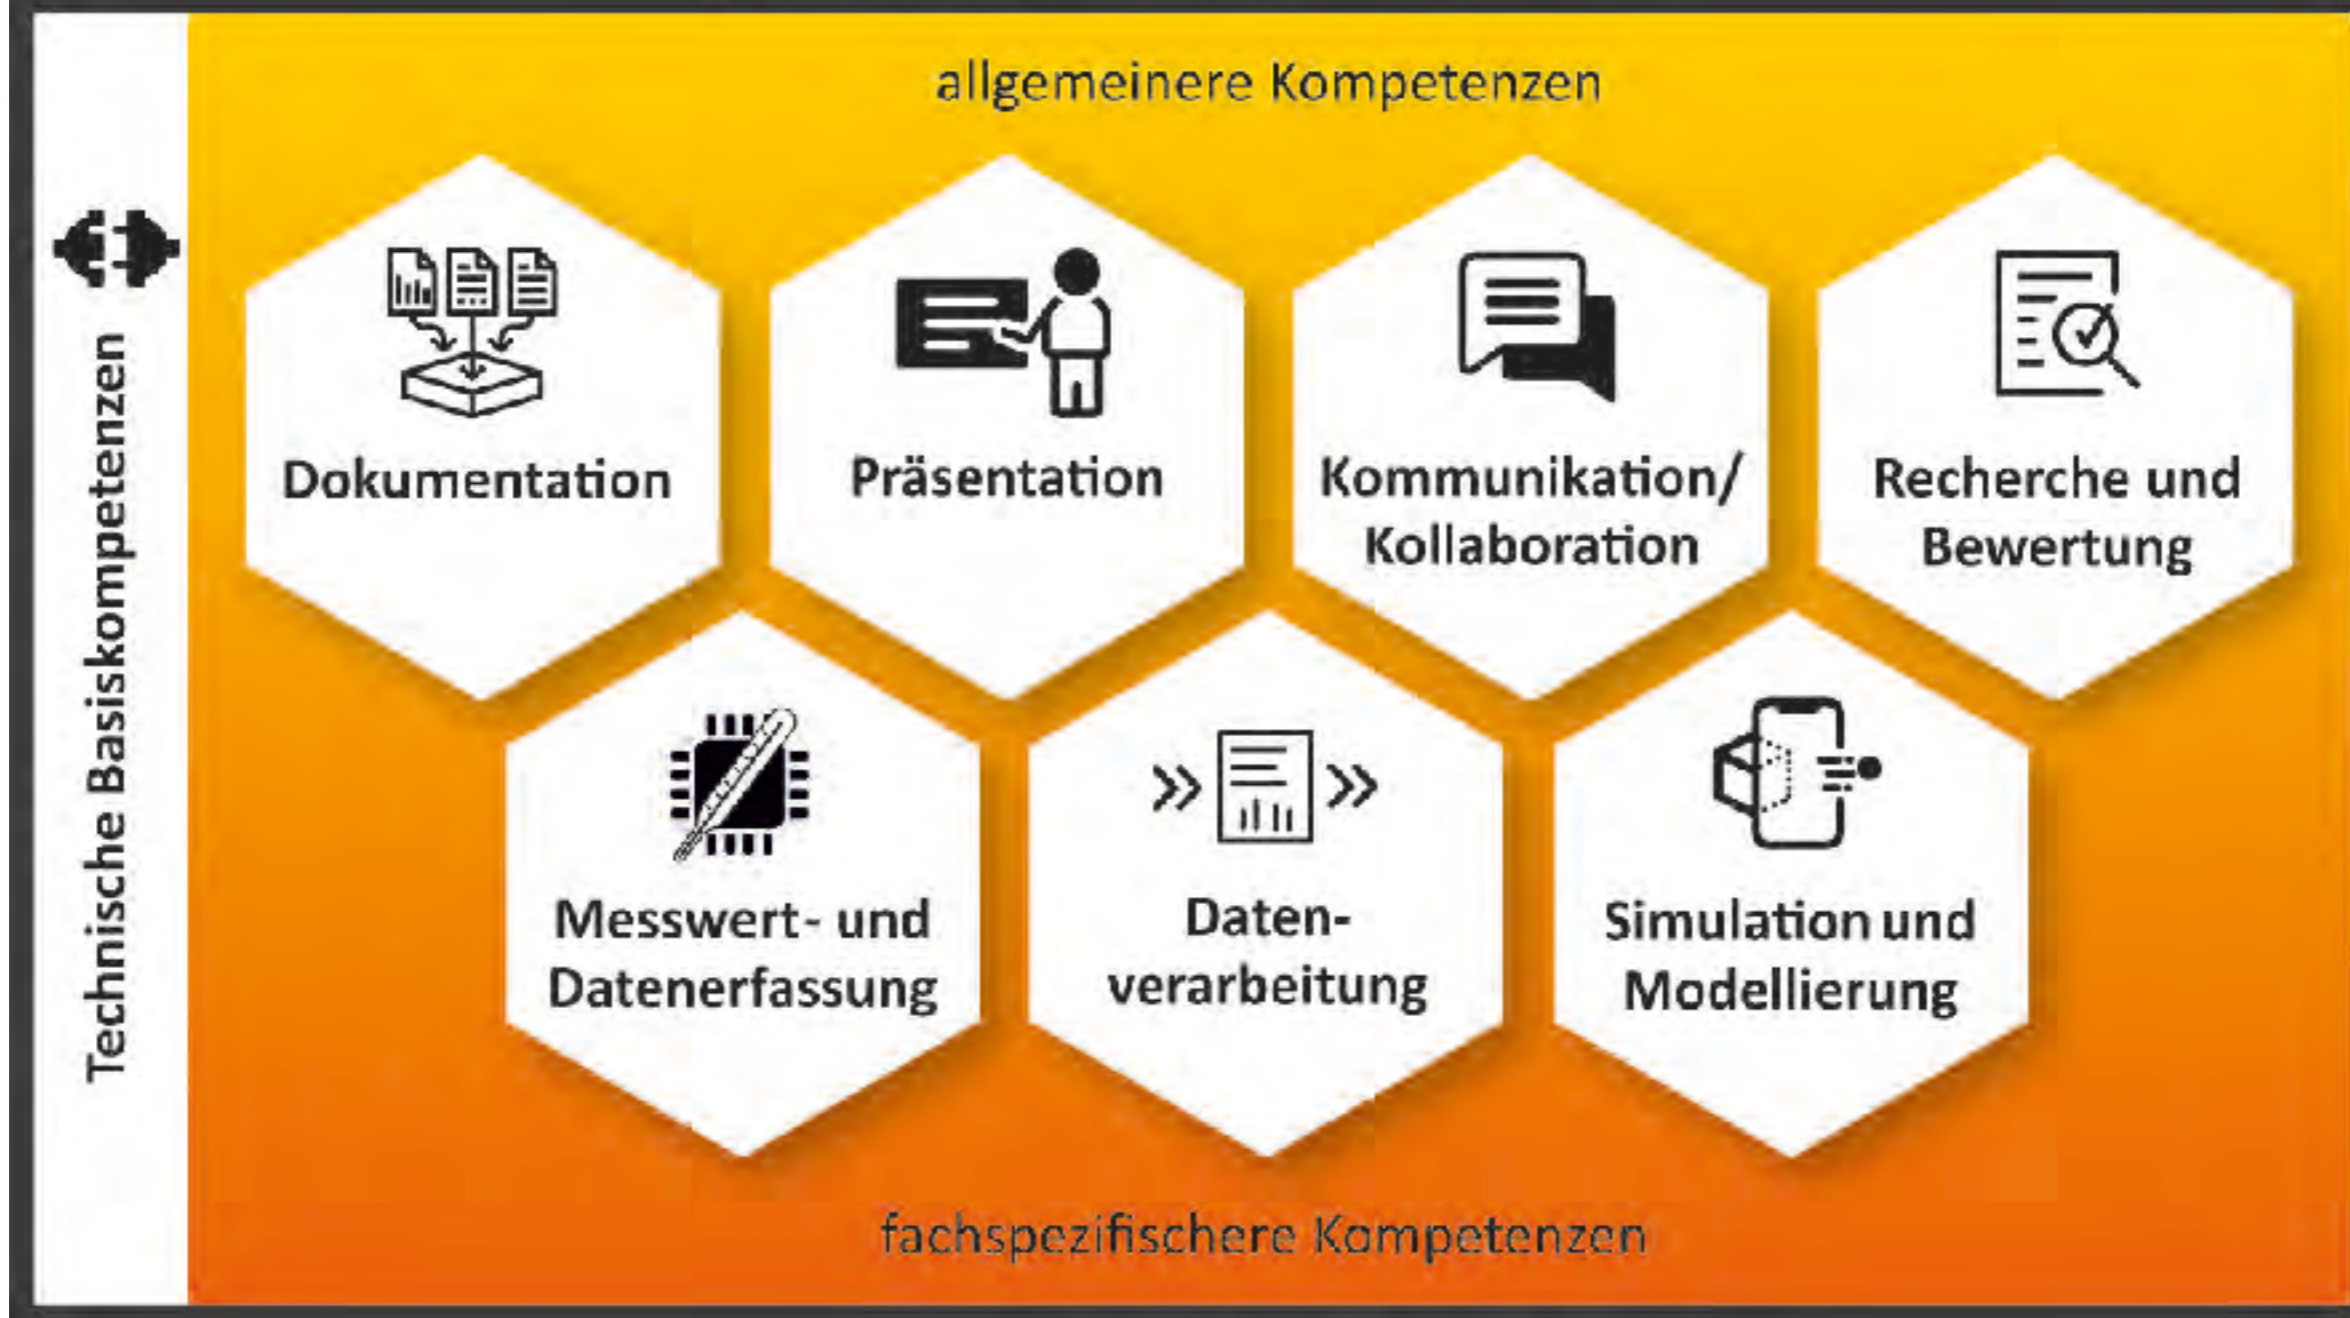 allgemeinere Kompetenzen
Technische Basiskompetenzen
Dokumentation
Präsentation
Kommunikation/
Kollaboration
Recherche und
Bewertung
Messwert- und
Datenerfassung
Daten-
verarbeitung
Simulation und
Modellierung
fachspezifischere Kompetenzen